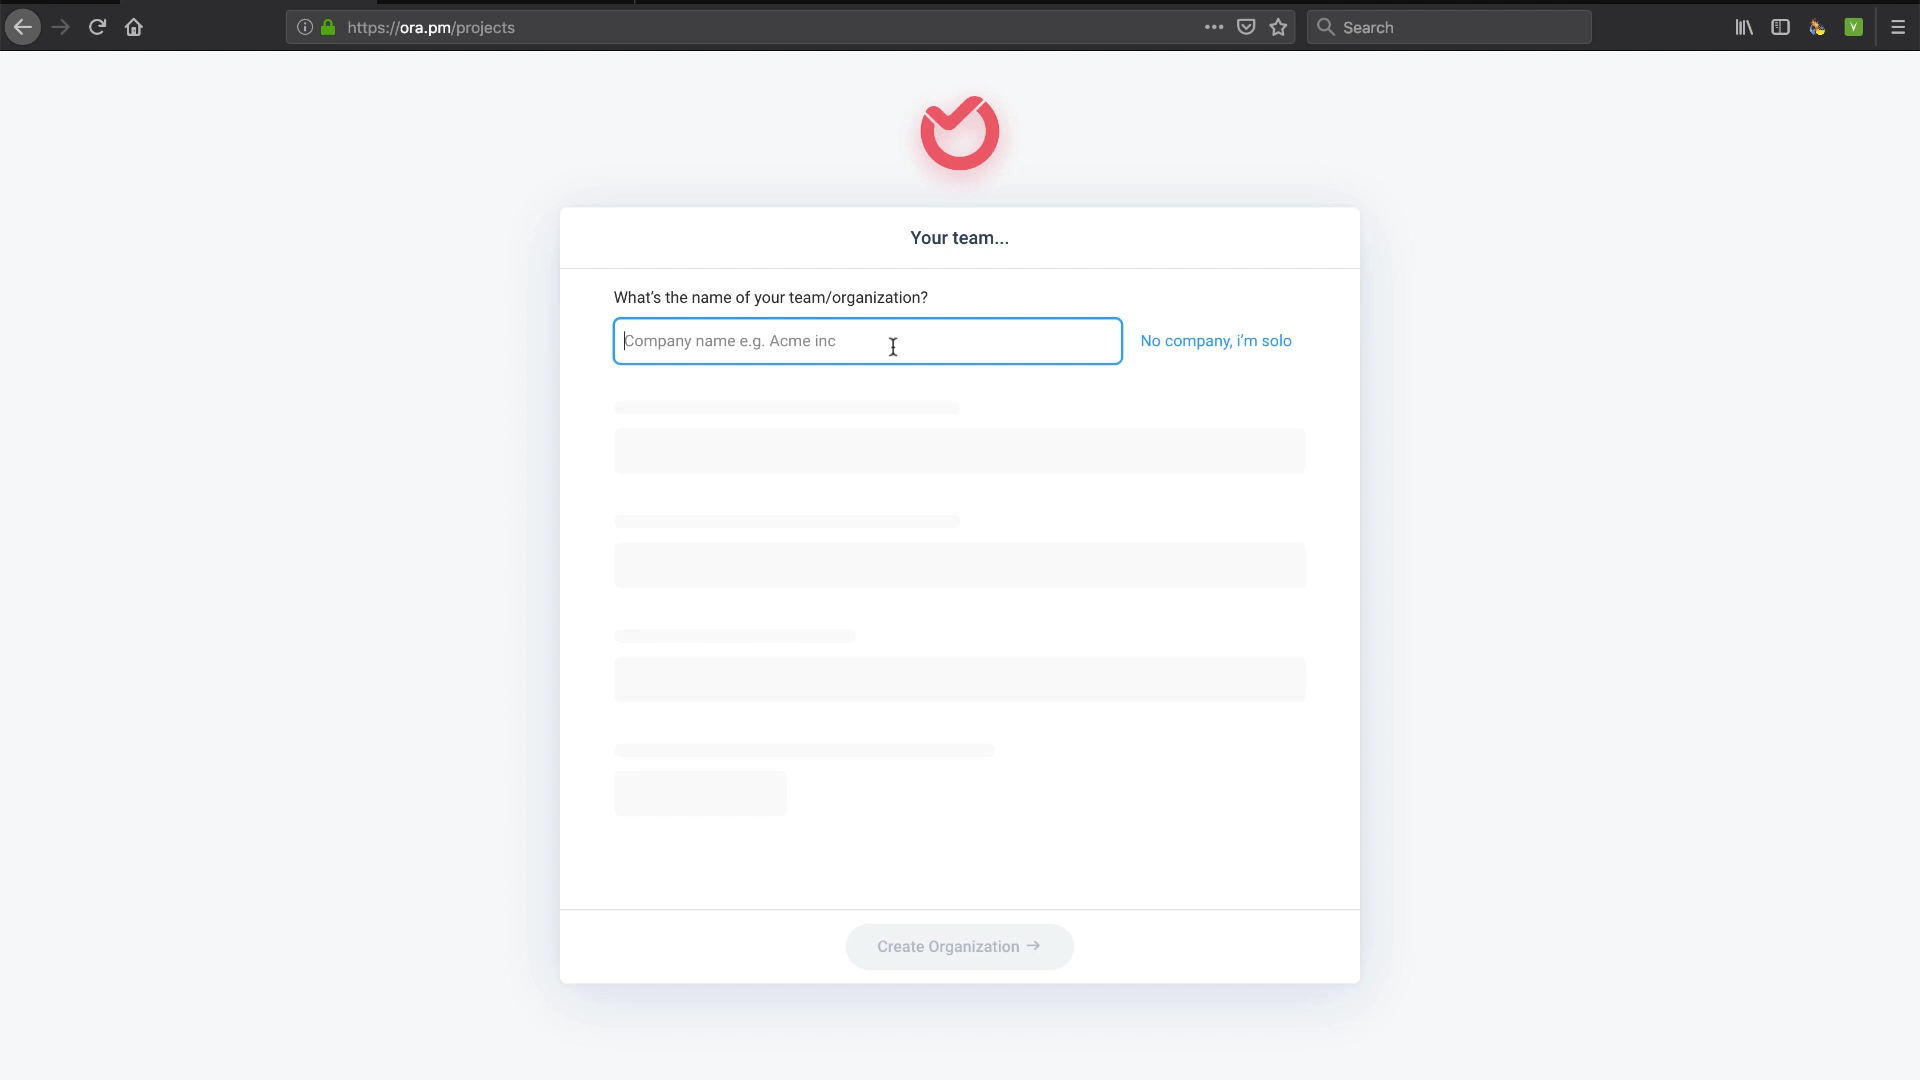 https://ora.pm/projects
Search
Your team...
What's the name of your team/organization?
Company name e.g. Acme inc
No company, i'm solo
Create Organization →